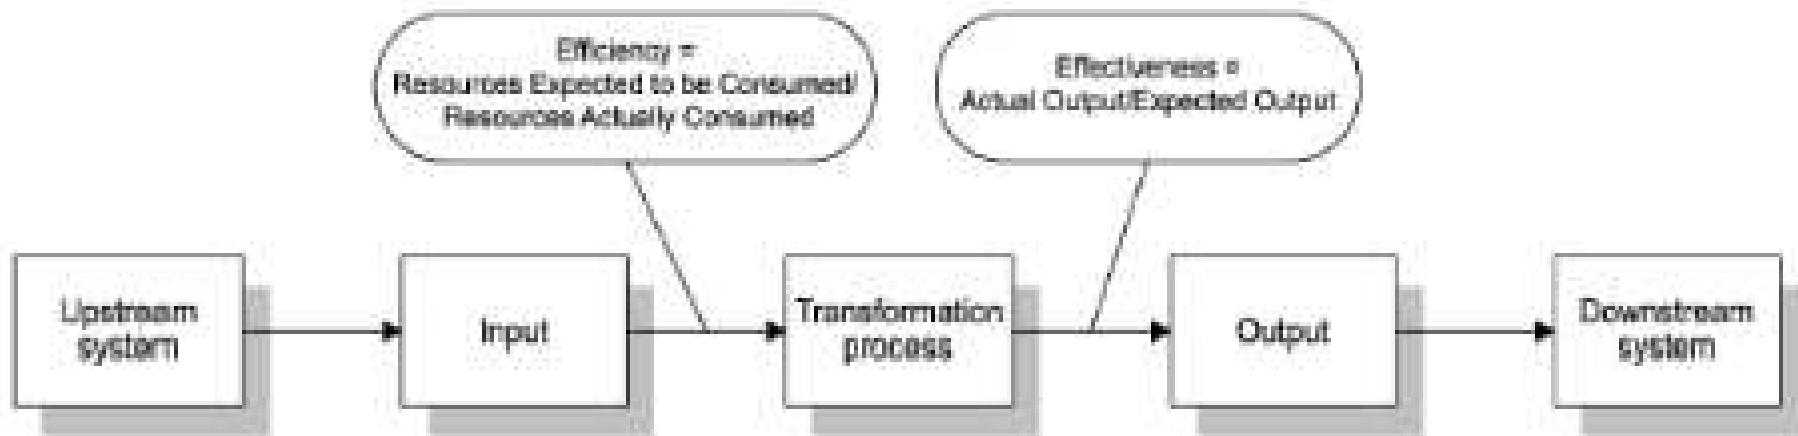 Efficiency =
Resources Expected to be Consumed/
Resources Actually Consumed
Effectiveness =
Actual Output/Expected Output
Upstream
system
Input
Transformation
process
Output
Downstream
system